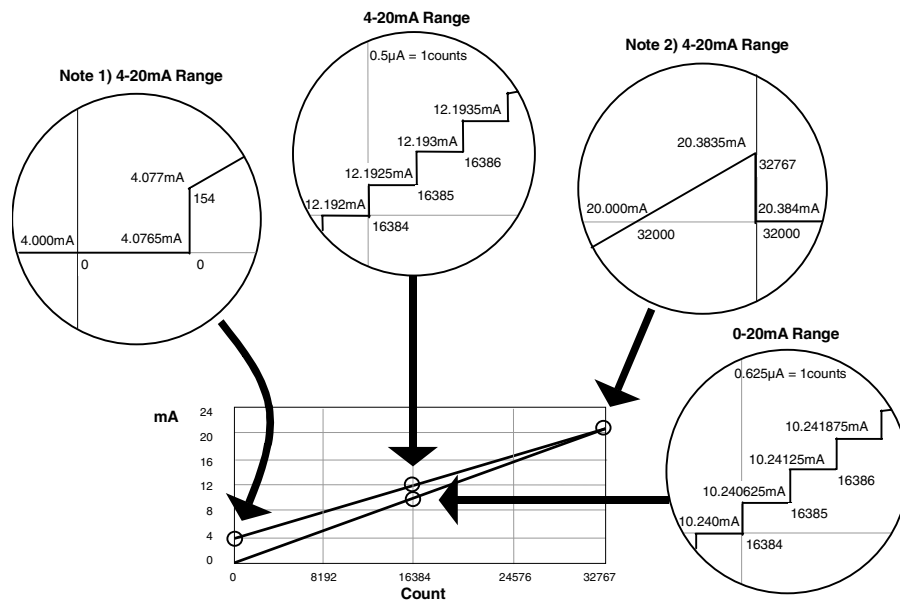 4-20mA Range
0.5µA = 1counts
12.1935mA
12.193mA
16386
12.1925mA
16385
12.192mA
16384
Note 1) 4-20mA Range
4.077mA
154
4.000mA
4.0765mA
0
0
Note 2) 4-20mA Range
20.3835mA
32767
20.000mA
20.384mA
32000
32000
0-20mA Range
0.625µA = 1counts
10.241875mA
10.24125mA
16386
10.240625mA
16385
10.240mA
16384
mA
24
20
16
12
8
4
0
0
8192
16384
24576
32767
Count